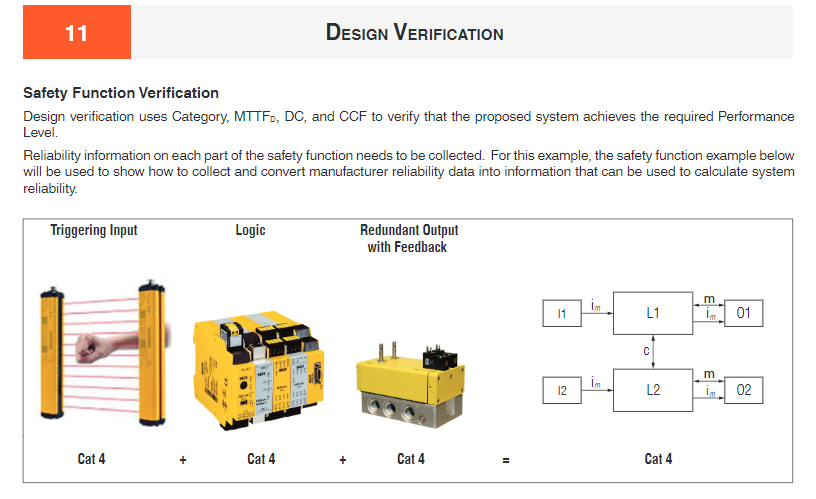 11
DESIGN VERIFICATION
Safety Function Verification
Design verification uses Category, MTTFD, DC, and CCF to verify that the proposed system achieves the required Performance
Level.
Reliability information on each part of the safety function needs to be collected. For this example, the safety function example below
will be used to show how to collect and convert manufacturer reliability data into information that can be used to calculate system
reliability.
Triggering Input
Logic
Redundant Output
with Feedback
I1
im
L1
m
im
O1
c
I2
im
L2
m
im
O2
Cat 4 + Cat 4 + Cat 4 = Cat 4